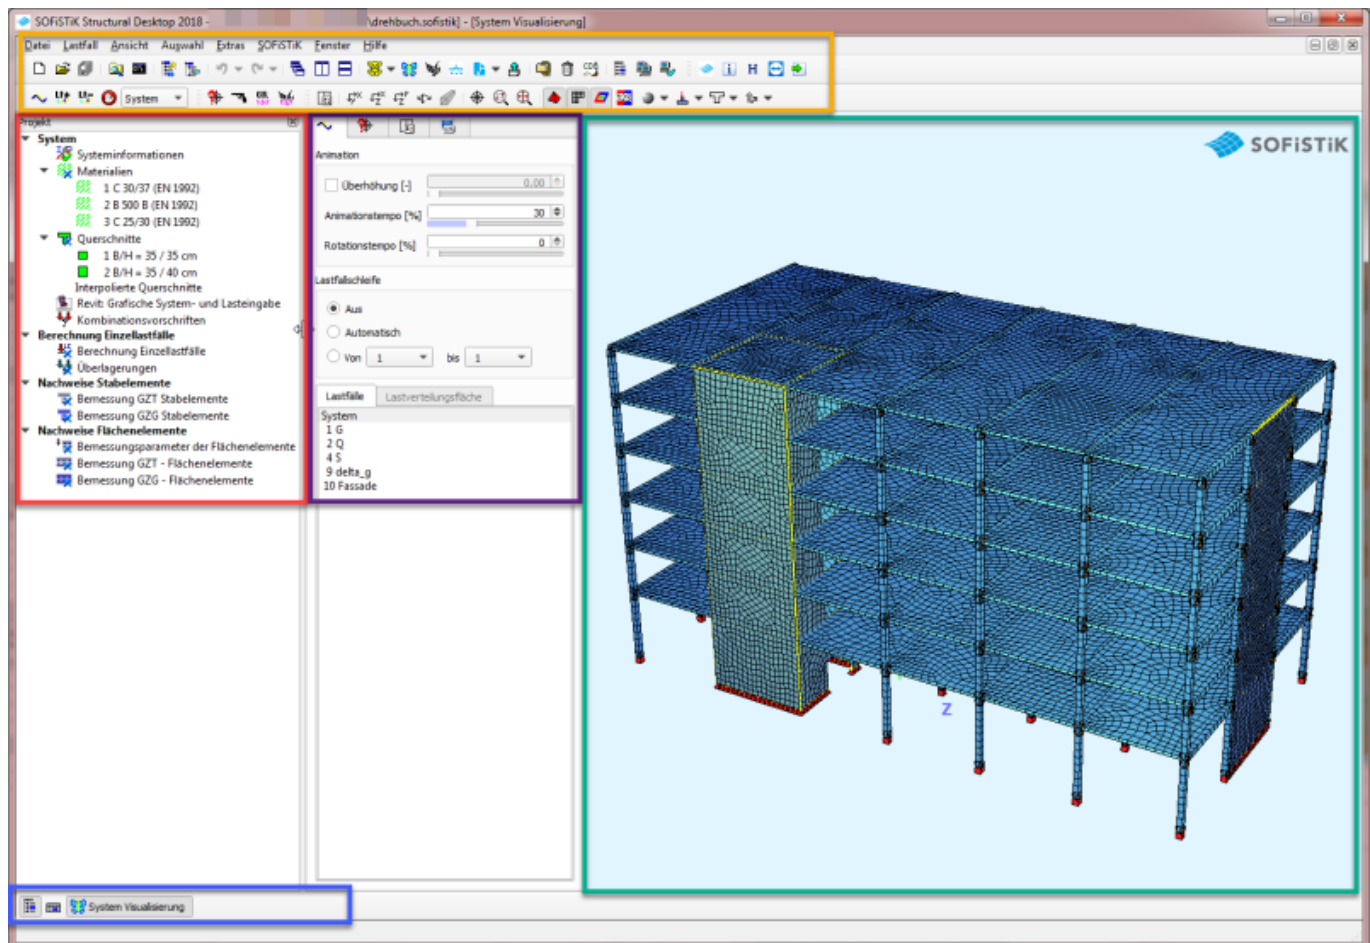 SOFiSTiK Structural Desktop 2018 - \drehbuch.sofistik] - [System Visualisierung]
Datei Lastfall Ansicht Auswahl Extras SOFiSTiK Fenster Hilfe
System
Projekt
System
Systeminformationen
Materialien
1 C 30/37 (EN 1992)
2 B 500 B (EN 1992)
3 C 25/30 (EN 1992)
Querschnitte
1 B/H = 35 / 35 cm
2 B/H = 35 / 40 cm
Interpolierte Querschnitte
Revit: Grafische System- und Lasteingabe
Kombinationsvorschriften
Berechnung Einzellastfälle
Berechnung Einzellastfälle
Überlagerungen
Nachweise Stabelemente
Bemessung GZT Stabelemente
Bemessung GZG Stabelemente
Nachweise Flächenelemente
Bemessungsparameter der Flächenelemente
Bemessung GZT - Flächenelemente
Bemessung GZG - Flächenelemente
Animation
Überhöhung [-] 0.00
Animationstempo [%] 30
Rotationstempo [%] 0
Lastfallschleife
Aus
Automatisch
Von 1 bis 1
Lastfälle Lastverteilungsfläche
System
1 G
2 Q
4 S
9 delta_g
10 Fassade
SOFiSTiK
Z
System Visualisierung